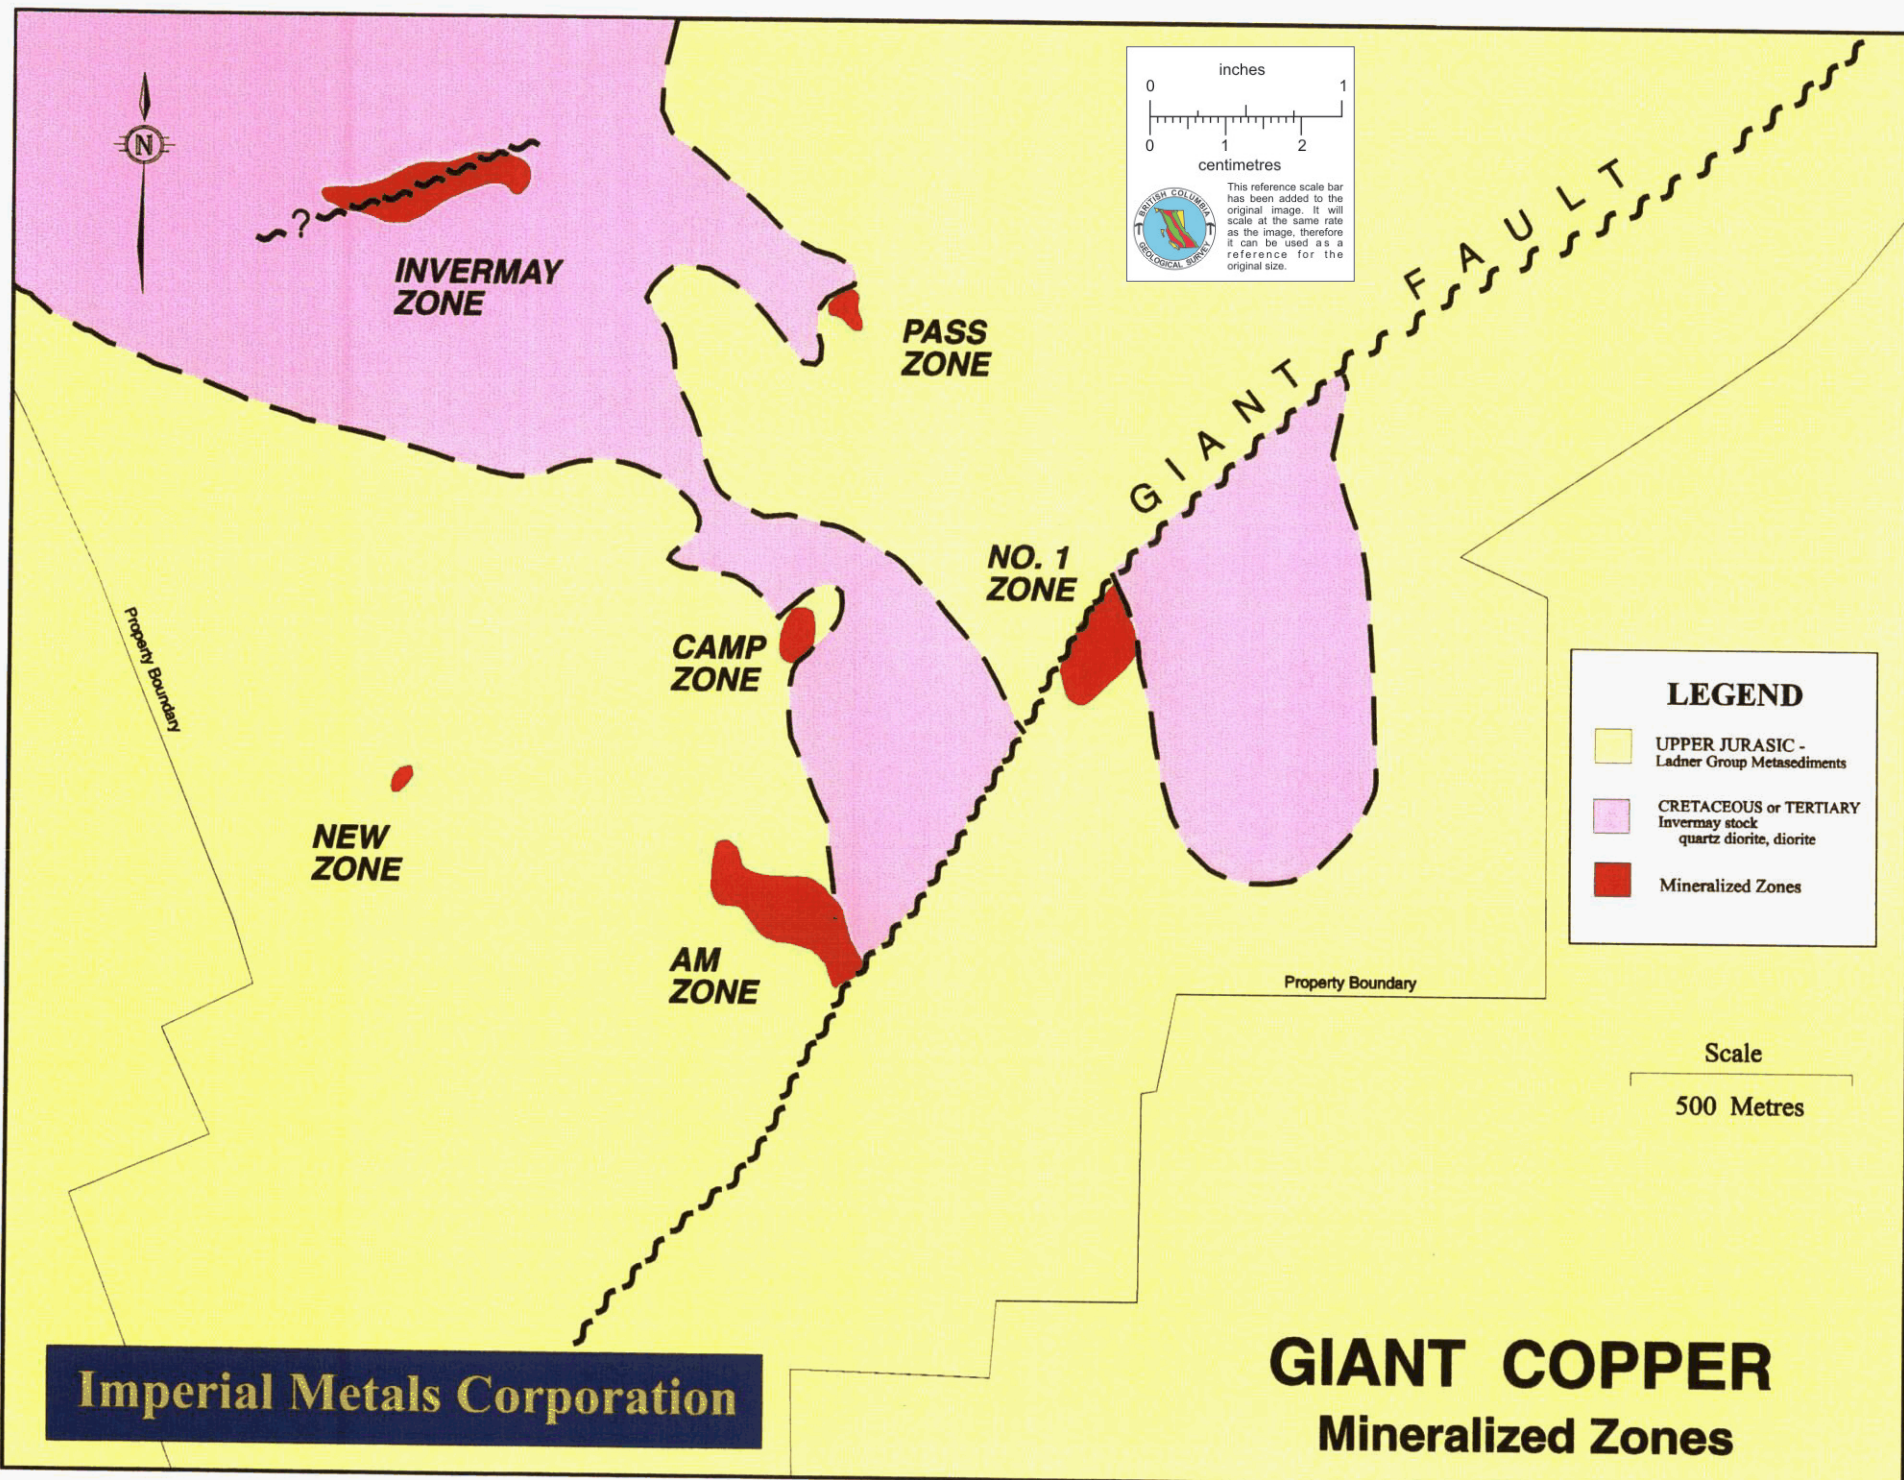 N
?
INVERMAY
ZONE
inches
0 1
0 1 2
centimetres
BRITISH COLUMBIA
GEOLOGICAL SURVEY
This reference scale bar
has been added to the
original image. It will
scale at the same rate
as the image, therefore
it can be used as a
reference for the
original size.
PASS
ZONE
GIANT FAULT
NO. 1
ZONE
CAMP
ZONE
Property Boundary
NEW
ZONE
AM
ZONE
LEGEND
UPPER JURASIC -
Ladner Group Metasediments
CRETACEOUS or TERTIARY
Invermay stock
quartz diorite, diorite
Mineralized Zones
Property Boundary
Scale
500 Metres
Imperial Metals Corporation
GIANT COPPER
Mineralized Zones